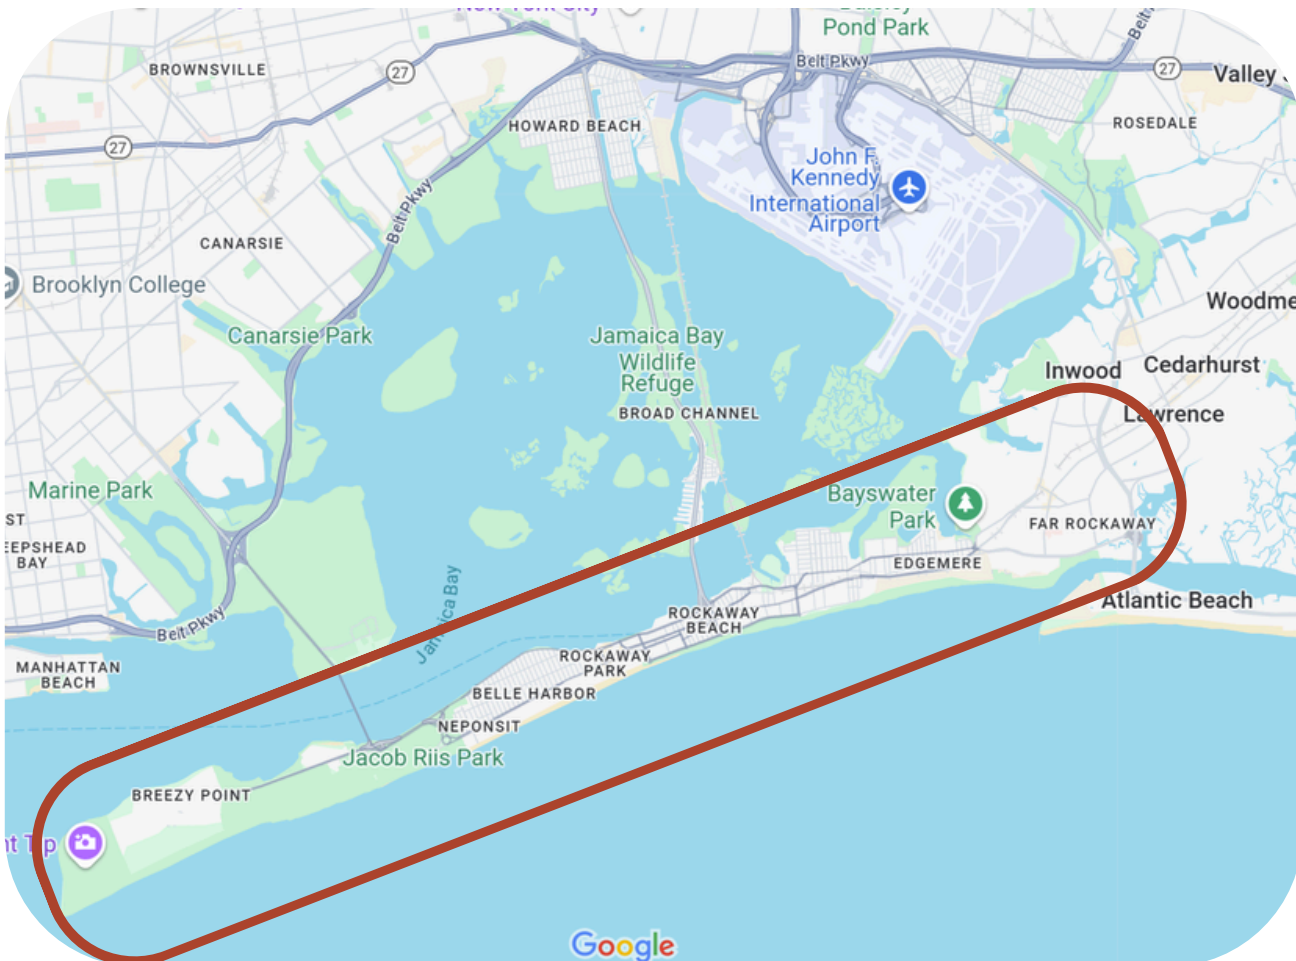 Pond Park
Belt Pkwy
27
27
27
BROWNSVILLE
Valley
HOWARD BEACH
ROSEDALE
John F.
Kennedy
International
Airport
Belt Pkwy
CANARSIE
Brooklyn College
Canarsie Park
Jamaica Bay
Wildlife
Refuge
BROAD CHANNEL
Inwood
Cedarhurst
Lawrence
Marine Park
Bayswater
Park
FAR ROCKAWAY
EDGEMERE
BAY
Jamaica Bay
Belt Pkwy
ROCKAWAY
BEACH
Atlantic Beach
MANHATTAN
BEACH
ROCKAWAY
PARK
BELLE HARBOR
NEPONSIT
Jacob Riis Park
BREEZY POINT
Google